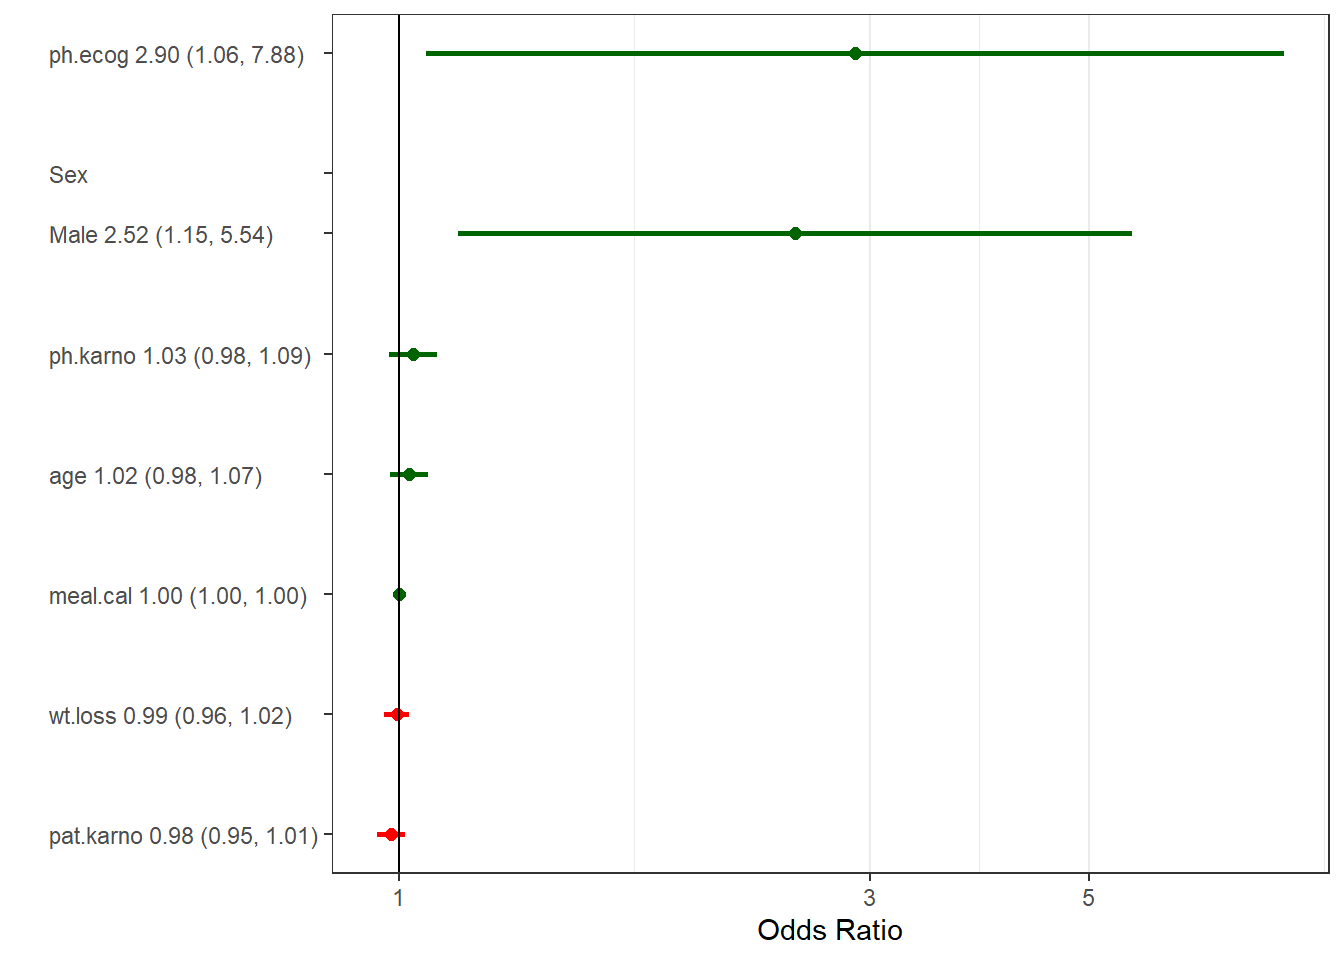 ph.ecog 2.90 (1.06, 7.88)
Sex
Male 2.52 (1.15, 5.54)
ph.karno 1.03 (0.98, 1.09)
age 1.02 (0.98, 1.07)
meal.cal 1.00 (1.00, 1.00)
wt.loss 0.99 (0.96, 1.02)
pat.karno 0.98 (0.95, 1.01)
1 3 5
Odds Ratio